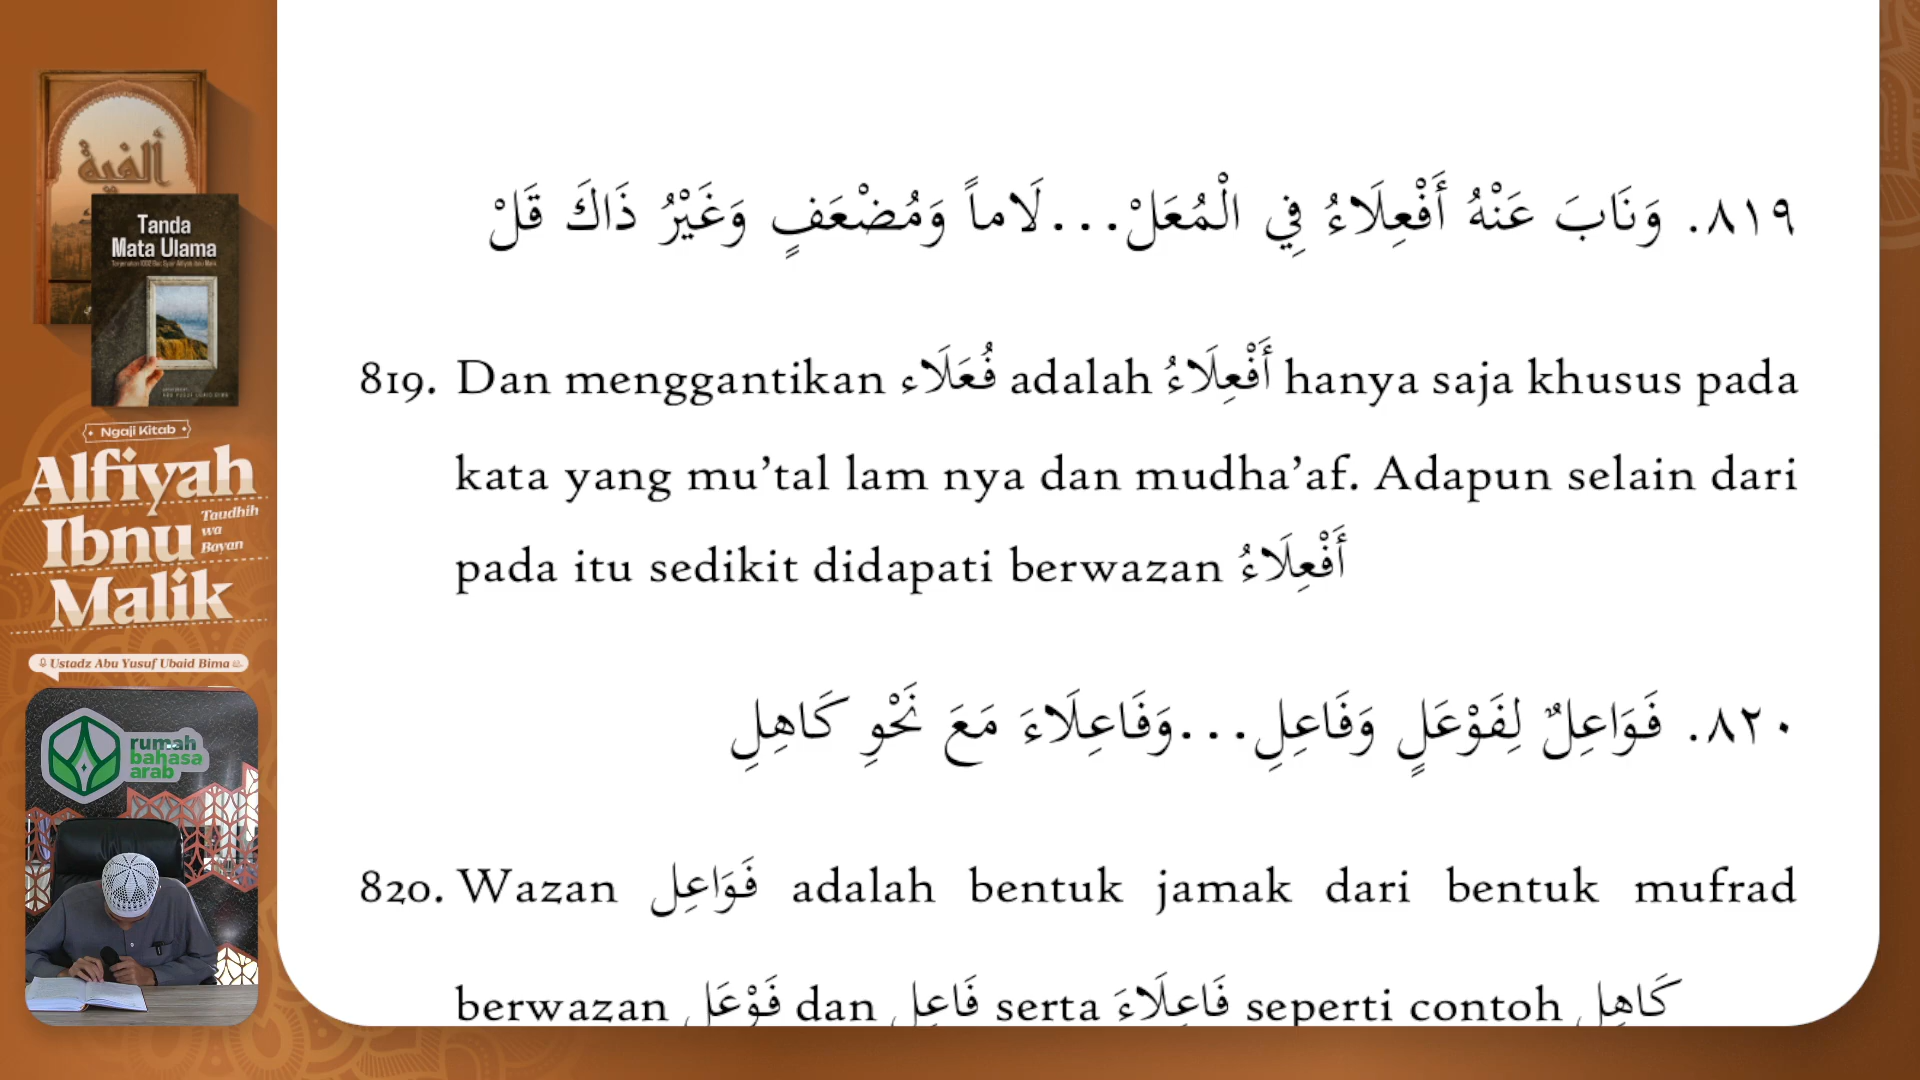 ألفية
Tanda
Mata Ulama
Ngaji Kitab
Alfiyah
Ibnu
Taudhih
wa
Bayan
Malik
Ustadz Abu Yusuf Ubaid Bima
rumah
bahasa
arab
٨١٩. وَنَابَ عَنْهُ أَفْعِلَاءُ فِي الْمُعَلْ...لَاماً وَمُضْعَفٍ وَغَيْرُ ذَاكَ قَلْ
819. Dan menggantikan فُعَلَاء adalah أَفْعِلَاءُ hanya saja khusus pada
kata yang mu’tal lam nya dan mudha’af. Adapun selain dari
pada itu sedikit didapati berwazan أَفْعِلَاءُ
٨٢٠. فَوَاعِلٌ لِفَوْعَلٍ وَفَاعِلِ...وَفَاعِلَاءَ مَعَ نَحْوِ كَاهِلِ
820. Wazan فَوَاعِل adalah bentuk jamak dari bentuk mufrad
berwazan فَوْعَل dan فَاعِل serta فَاعِلَاءَ seperti contoh كَاهِل